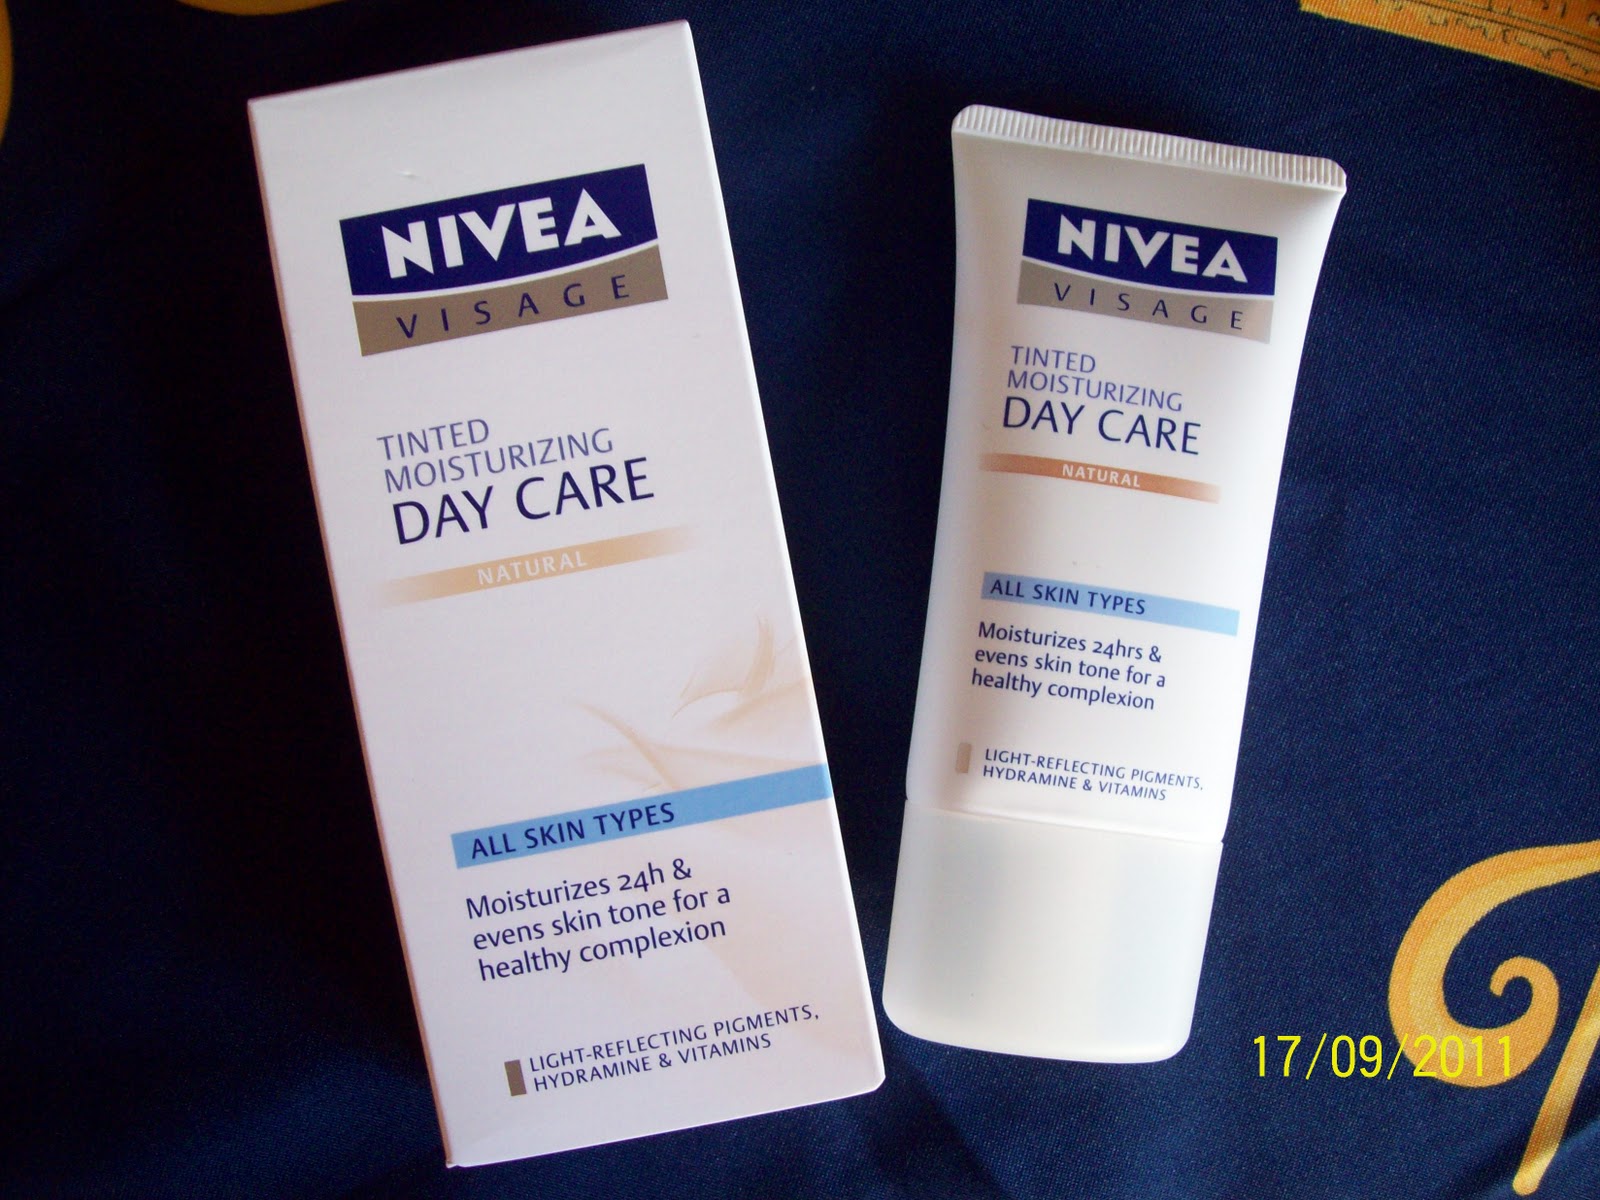 NIVEA
VISAGE
TINTED
MOISTURIZING
DAY CARE
NATURAL
ALL SKIN TYPES
Moisturizes 24h &
evens skin tone for a
healthy complexion
LIGHT-REFLECTING PIGMENTS,
HYDRAMINE & VITAMINS
NIVEA
VISAGE
TINTED
MOISTURIZING
DAY CARE
NATURAL
ALL SKIN TYPES
Moisturizes 24hrs &
evens skin tone for a
healthy complexion
LIGHT-REFLECTING PIGMENTS,
HYDRAMINE & VITAMINS
17/09/2011